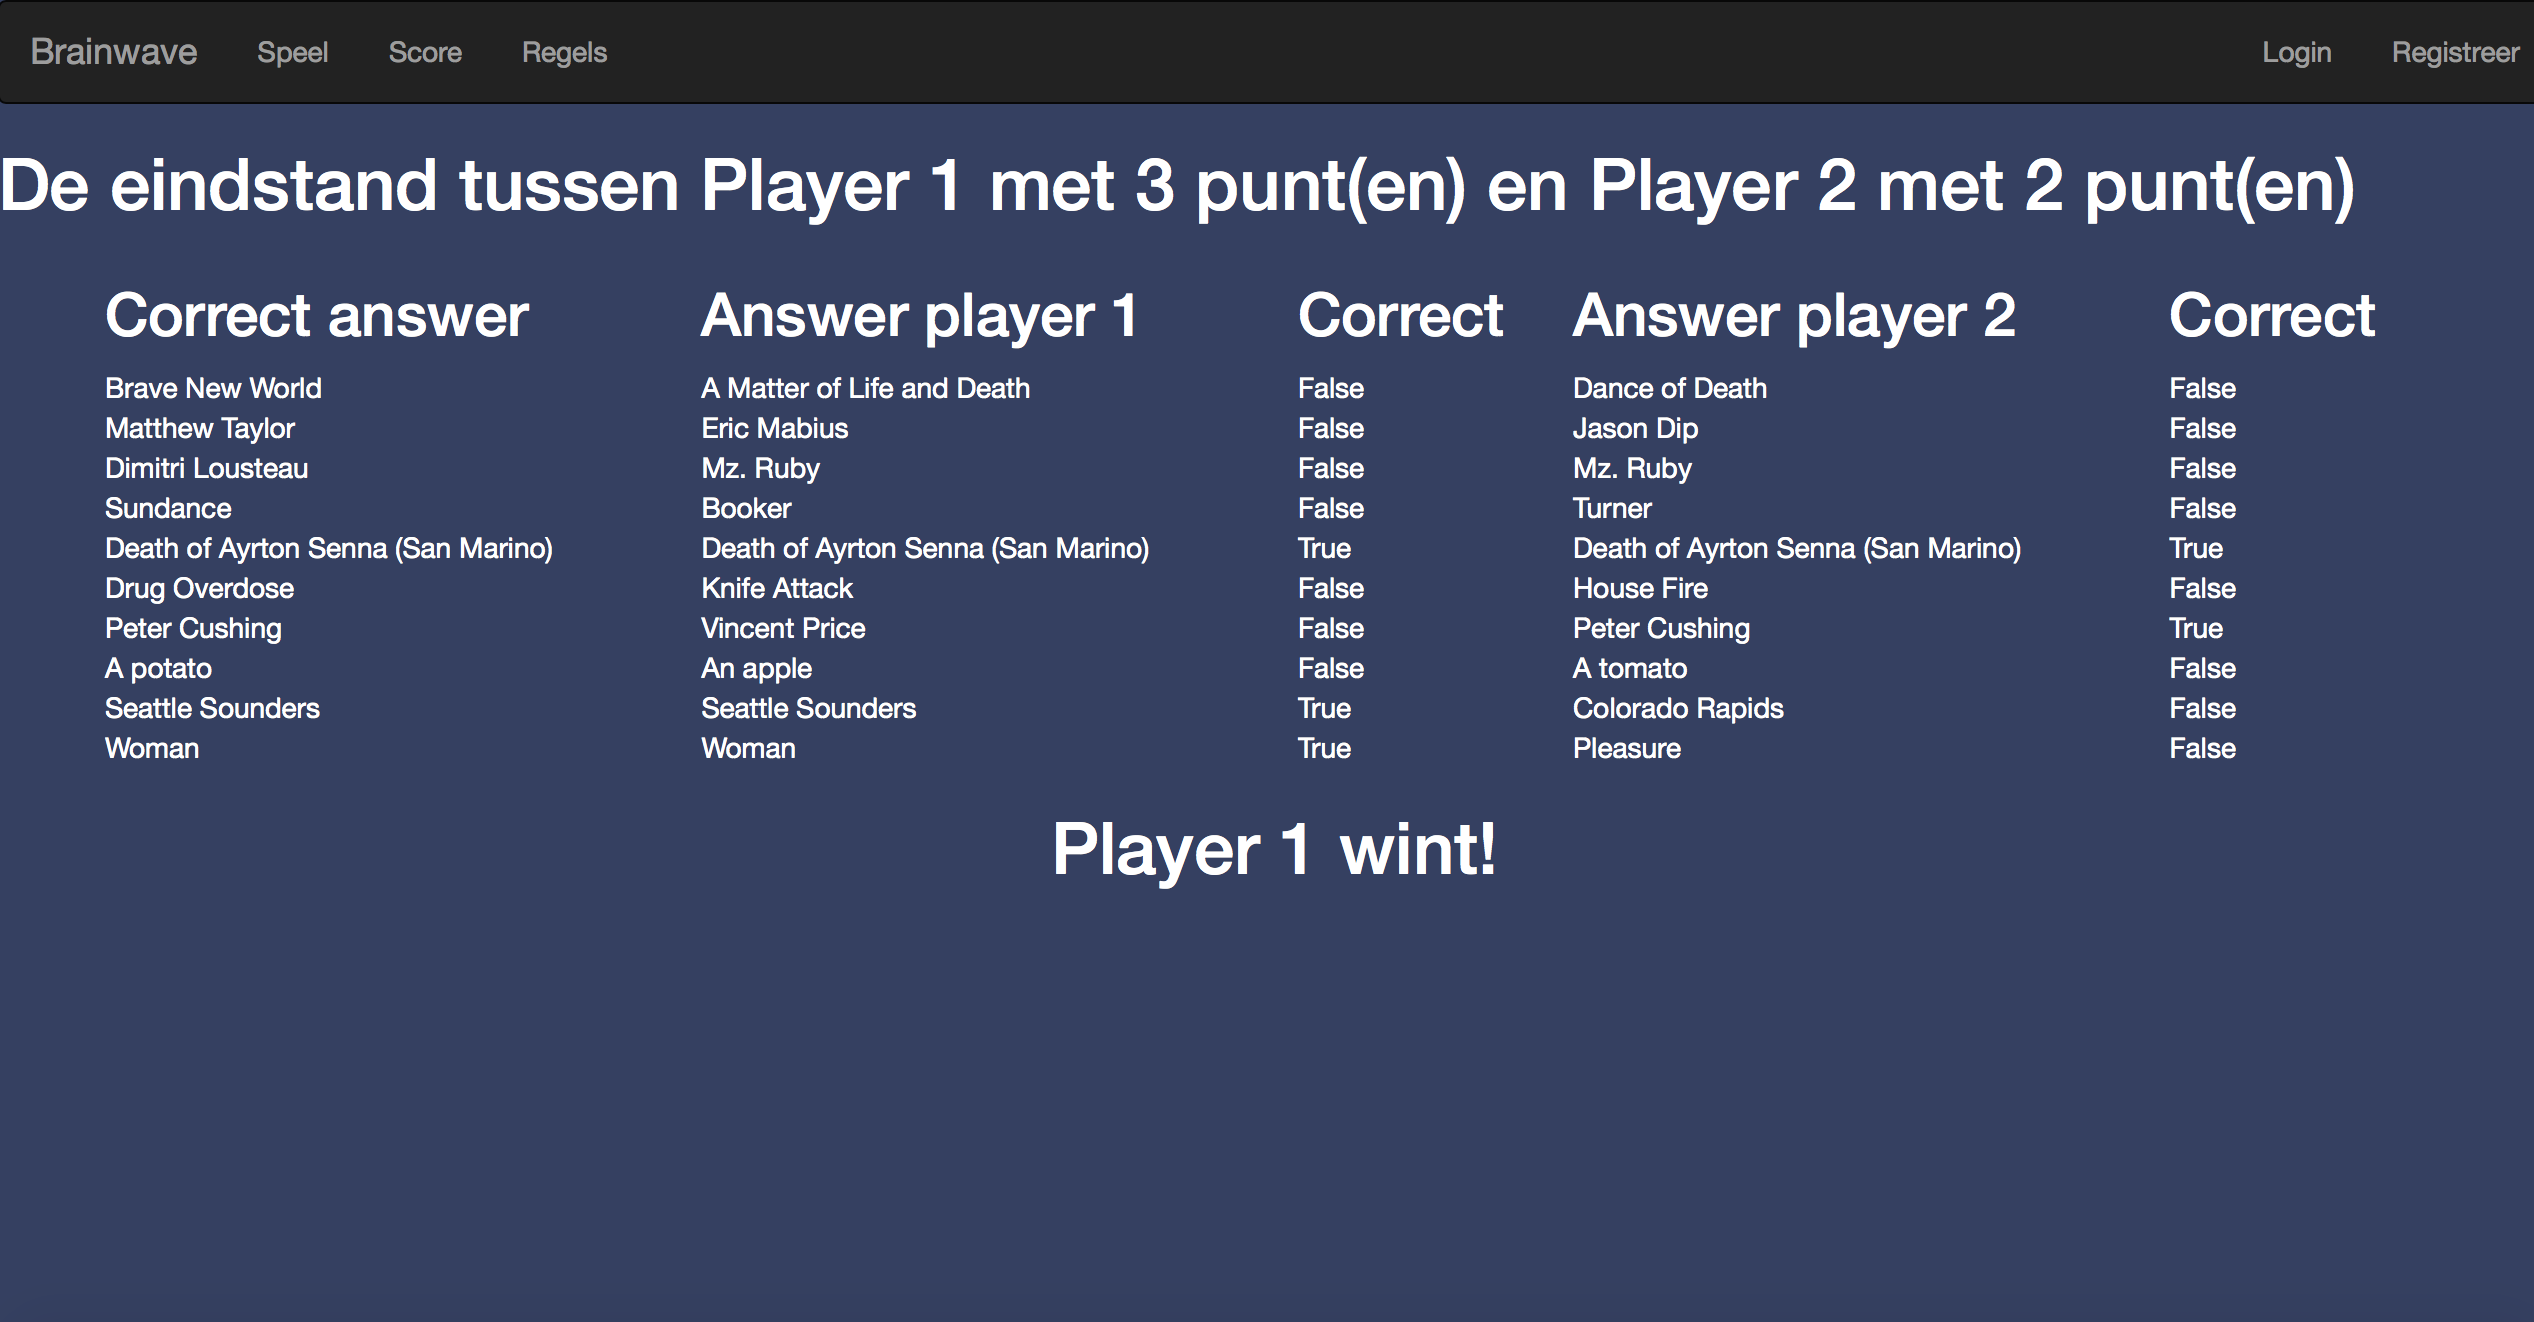 Brainwave Speel Score Regels Login Registreer
De eindstand tussen Player 1 met 3 punt(en) en Player 2 met 2 punt(en)
Correct answer Answer player 1 Correct Answer player 2 Correct
Brave New World A Matter of Life and Death False Dance of Death False
Matthew Taylor Eric Mabius False Jason Dip False
Dimitri Lousteau Mz. Ruby False Mz. Ruby False
Sundance Booker False Turner False
Death of Ayrton Senna (San Marino) Death of Ayrton Senna (San Marino) True Death of Ayrton Senna (San Marino) True
Drug Overdose Knife Attack False House Fire False
Peter Cushing Vincent Price False Peter Cushing True
A potato An apple False A tomato False
Seattle Sounders Seattle Sounders True Colorado Rapids False
Woman Woman True Pleasure False
Player 1 wint!